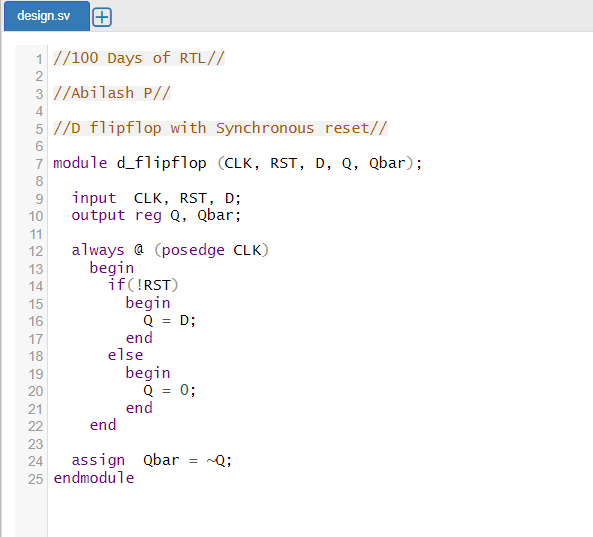 design.sv
1 //100 Days of RTL//
2
3 //Abilash P//
4
5 //D flipflop with Synchronous reset//
6
7 module d_flipflop (CLK, RST, D, Q, Qbar);
8
9   input  CLK, RST, D;
10   output reg Q, Qbar;
11
12   always @ (posedge CLK)
13     begin
14       if(!RST)
15         begin
16           Q = D;
17         end
18       else
19         begin
20           Q = 0;
21         end
22     end
23
24   assign  Qbar = ~Q;
25 endmodule